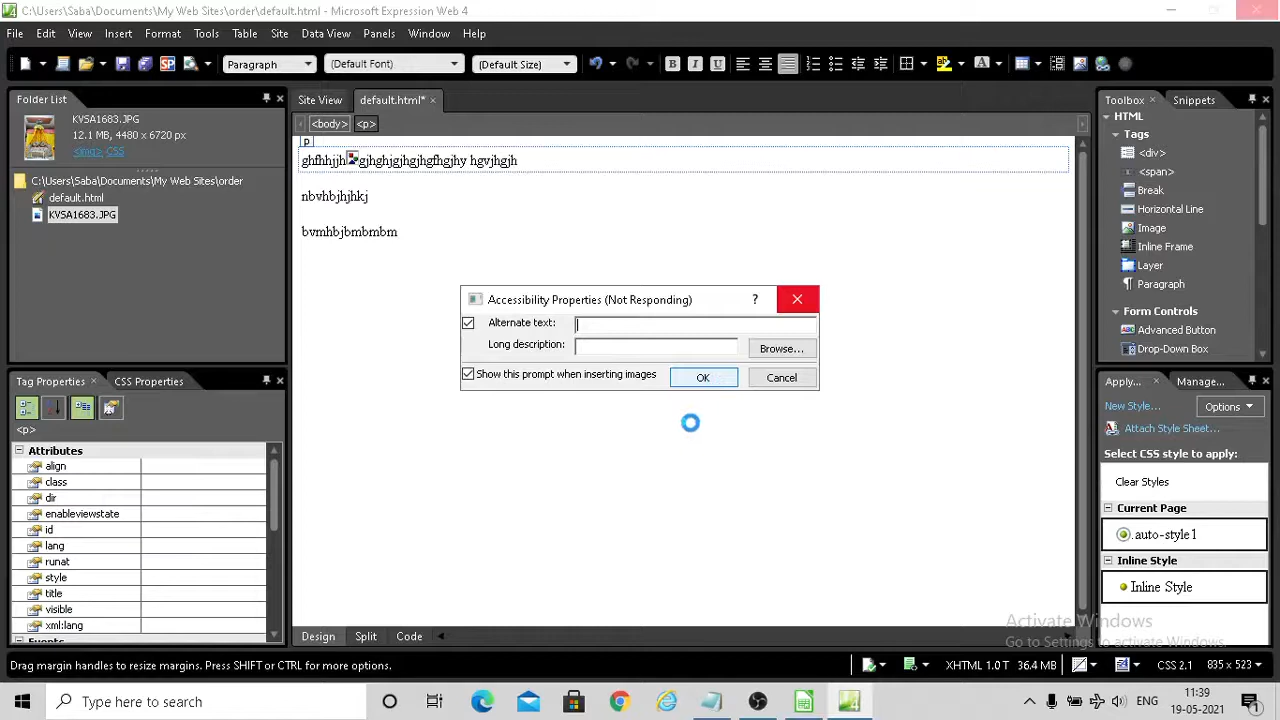 C:\Users\Saba\Documents\My Web Sites\order\default.html - Microsoft Expression Web 4
File Edit View Insert Format Tools Table Site Data View Panels Window Help
Paragraph (Default Font) (Default Size) B I U A
Folder List
KVSA1683.JPG
12.1 MB, 4480 x 6720 px
<img> CSS
C:\Users\Saba\Documents\My Web Sites\order
default.html
KVSA1683.JPG
Site View default.html*
<body> <p>
p
ghfhhjjh gjhghjgjhgjhgfhgjhy hgvjhgjh
nbvhbjhjhkj
bvmhbjbmbmbm
Accessibility Properties (Not Responding) ?
Alternate text:
Long description: Browse...
Show this prompt when inserting images OK Cancel
Toolbox Snippets
HTML
Tags
<div>
<span>
Break
Horizontal Line
Image
Inline Frame
Layer
Paragraph
Form Controls
Advanced Button
Drop-Down Box
Tag Properties CSS Properties
<p>
Attributes
align
class
dir
enableviewstate
id
lang
runat
style
title
visible
xml:lang
Events
Apply... Manage...
New Style... Options
Attach Style Sheet...
Select CSS style to apply:
Clear Styles
Current Page
.auto-style1
Inline Style
Inline Style
Activate Windows
Go to Settings to activate Windows.
Design Split Code
Drag margin handles to resize margins. Press SHIFT or CTRL for more options. XHTML 1.0 T 36.4 MB CSS 2.1 835 x 523
Type here to search ENG 11:39
19-05-2021